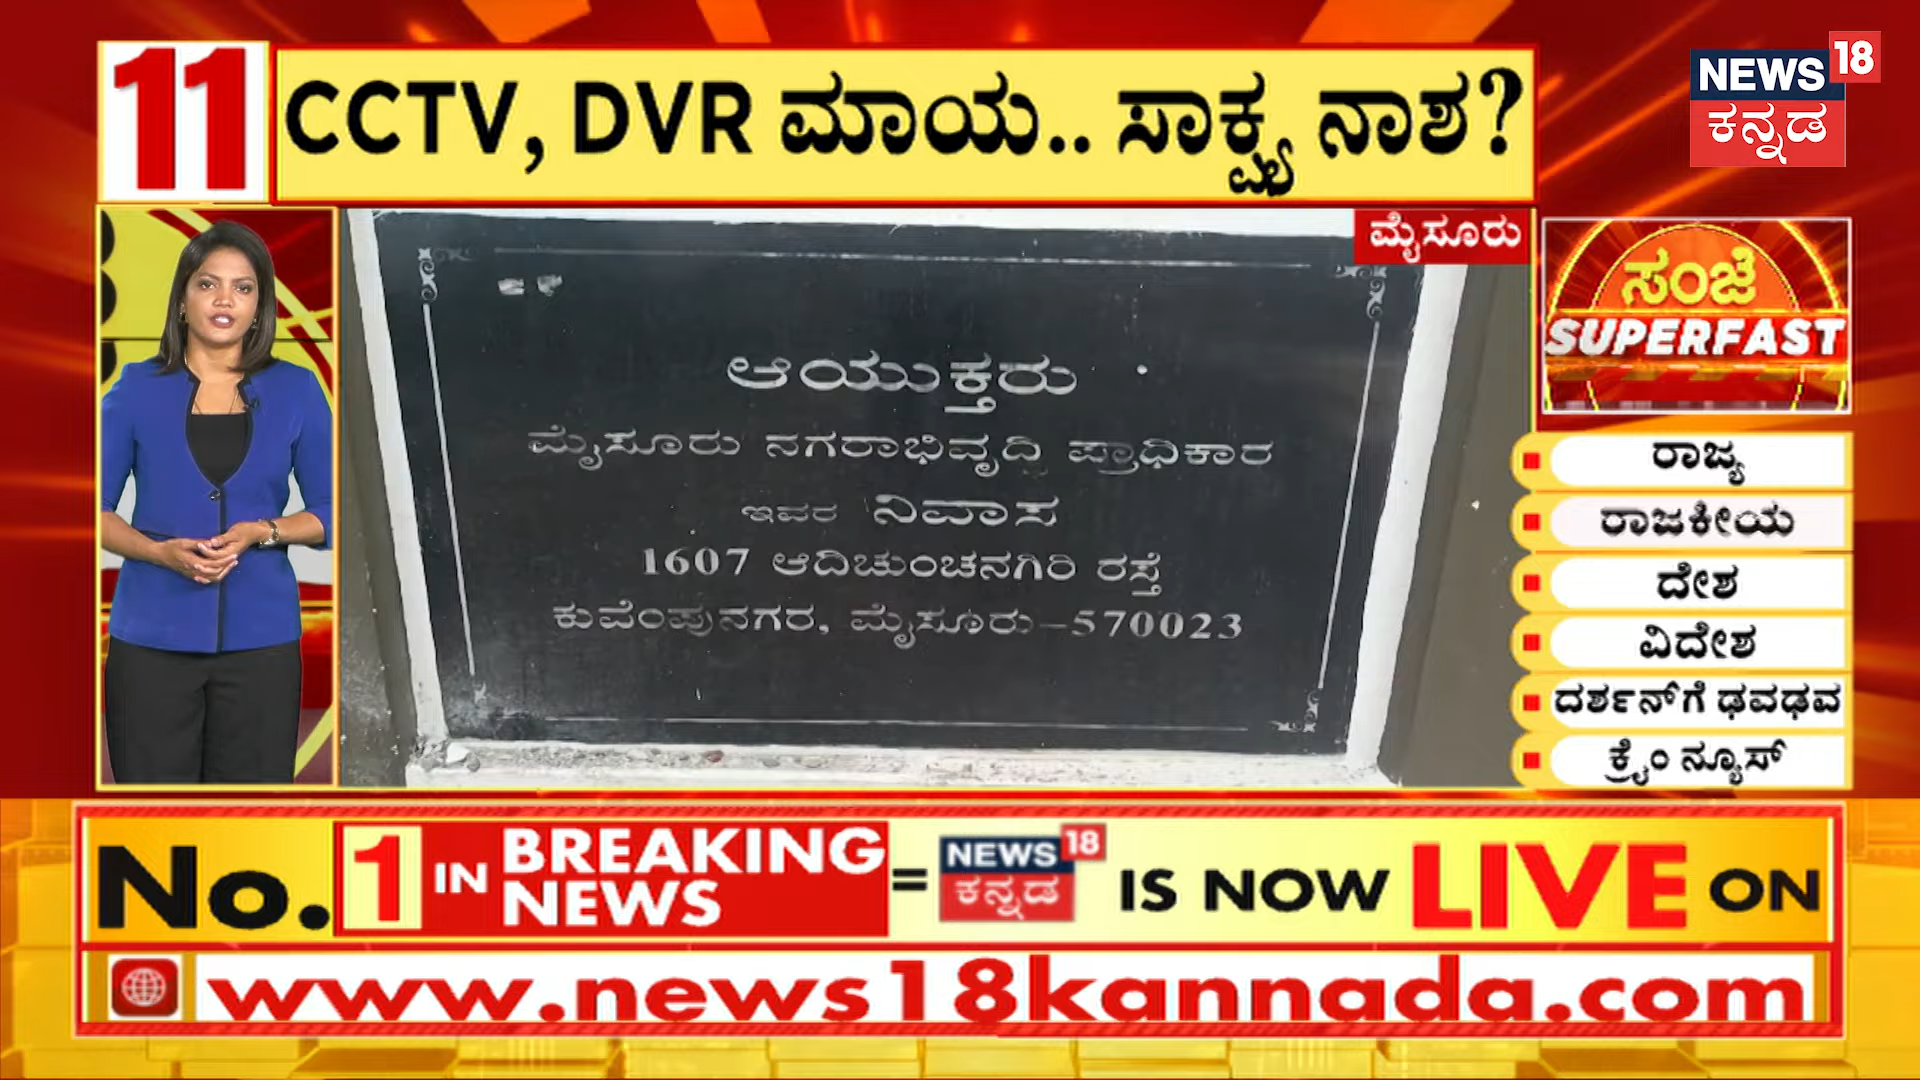 11 CCTV, DVR ಮಾಯ.. ಸಾಕ್ಷ್ಯ ನಾಶ?
NEWS 18
ಕನ್ನಡ
ಮೈಸೂರು
ಆಯುಕ್ತರು
ಮೈಸೂರು ನಗರಾಭಿವೃದ್ಧಿ ಪ್ರಾಧಿಕಾರ
ಇವರ ನಿವಾಸ
1607 ಆದಿಚುಂಚನಗಿರಿ ರಸ್ತೆ
ಕುವೆಂಪುನಗರ, ಮೈಸೂರು-570023
ಸಂಜೆ
SUPERFAST
ರಾಜ್ಯ
ರಾಜಕೀಯ
ದೇಶ
ವಿದೇಶ
ದರ್ಶನ್‌ಗೆ ಢವಢವ
ಕ್ರೈಂ ನ್ಯೂಸ್
No. 1 IN BREAKING NEWS = NEWS 18 ಕನ್ನಡ IS NOW LIVE ON
www.news18kannada.com